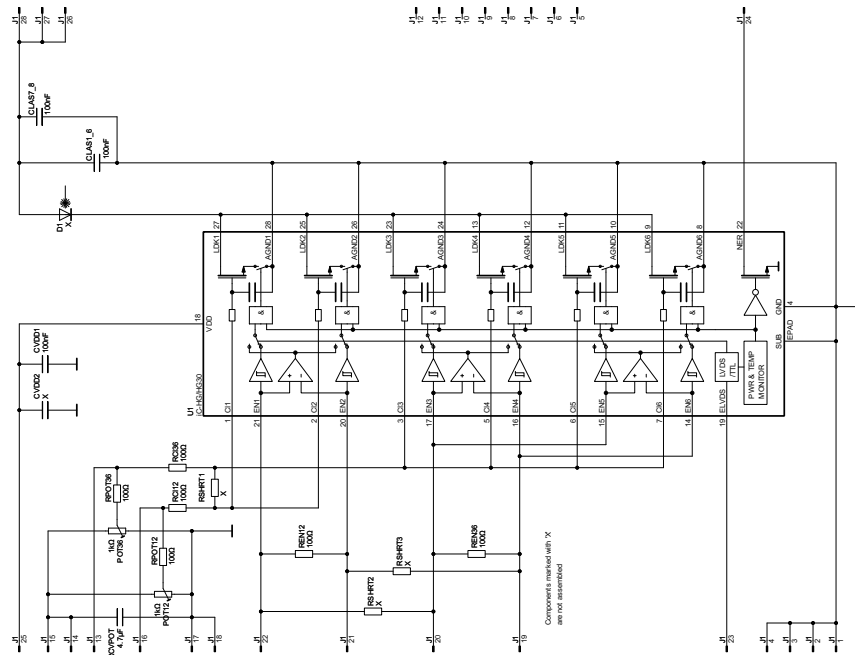 J1 28
J1 27
J1 26
J1 12
J1 11
J1 10
J1 9
J1 8
J1 7
J1 6
J1 5
J1 24
CLAS7_8
100nF
CLAS1_6
100nF
D1
X
LDK1 27
AGND1 28
LDK2 25
AGND2 26
LDK3 23
AGND3 24
LDK4 13
AGND4 12
LDK5 11
AGND5 10
LDK6 9
AGND6 8
NER 22
18
VDD
CVDD1
100nF
CVDD2
X
U1
iC-HG/HG30
&
&
&
&
&
&
GND 4
SUB
EPAD
LVDS
/TTL
PWR & TEMP
MONITOR
1 CI1
21 EN1
2 CI2
20 EN2
3 CI3
17 EN3
5 CI4
16 EN4
6 CI5
15 EN5
7 CI6
14 EN6
19 ELVDS
RCI36
100Ω
RCI12
100Ω
RSHRT1
X
RPOT36
100Ω
1kΩ
POT36
RPOT12
100Ω
1kΩ
POT12
CVPOT
4.7µF
REN12
100Ω
RSHRT3
X
RSHRT2
X
REN36
100Ω
Components marked with 'X'
are not assembled
J1 25
J1 15
J1 14
J1 13
J1 16
J1 17
J1 18
J1 22
J1 21
J1 20
J1 19
J1 23
J1 4
J1 3
J1 2
J1 1